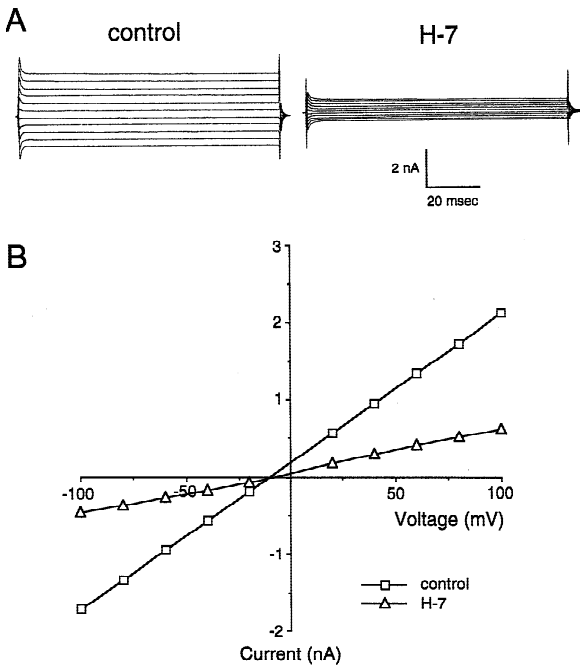 A
control
H-7
2 nA
20 msec
B
3
2
1
-100
-50
50
100
Voltage (mV)
-1
control
H-7
-2
Current (nA)